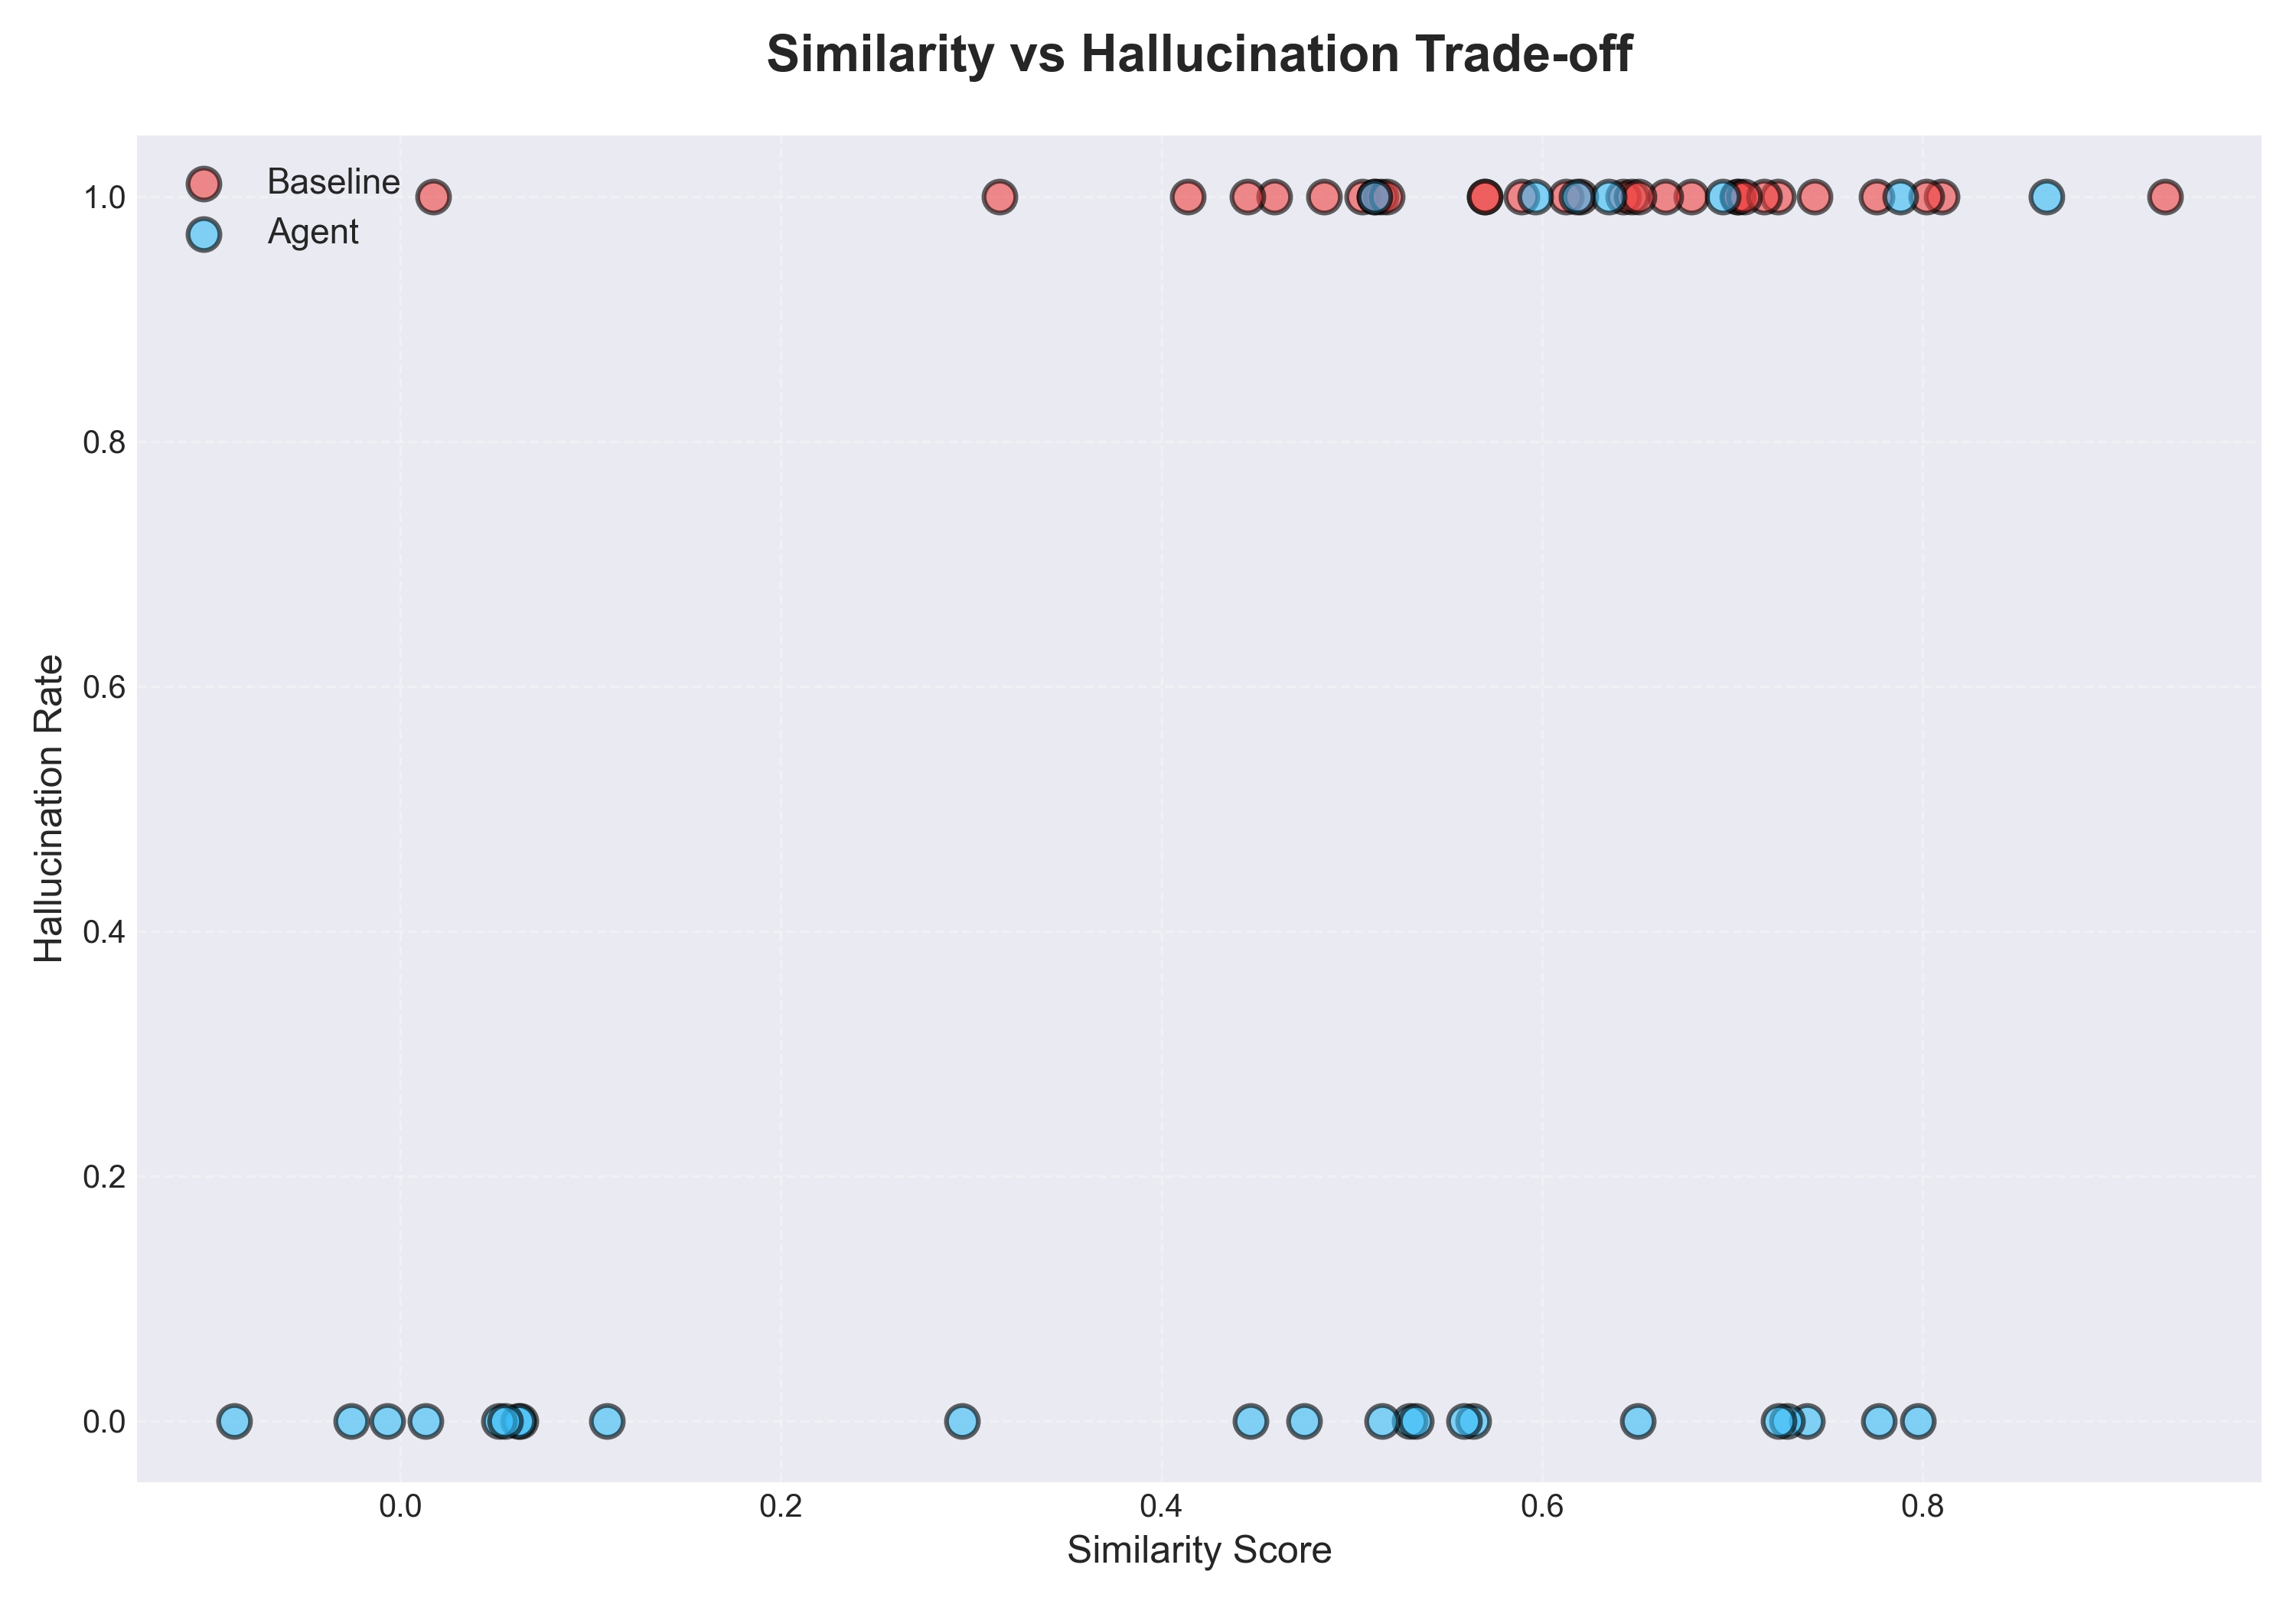 Similarity vs Hallucination Trade-off
Baseline
Agent
1.0
0.8
0.6
0.4
0.2
0.0
Hallucination Rate
0.0 0.2 0.4 0.6 0.8
Similarity Score